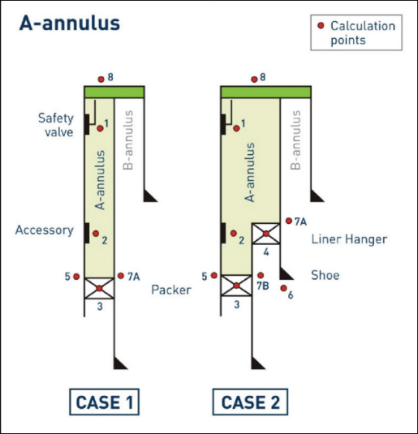 A-annulus
Calculation
points
8
8
Safety
valve
1
1
A-annulus
B-annulus
A-annulus
B-annulus
Accessory
2
2
7A
4
Liner Hanger
5
7A
5
7B
Shoe
Packer
3
3
6
CASE 1
CASE 2